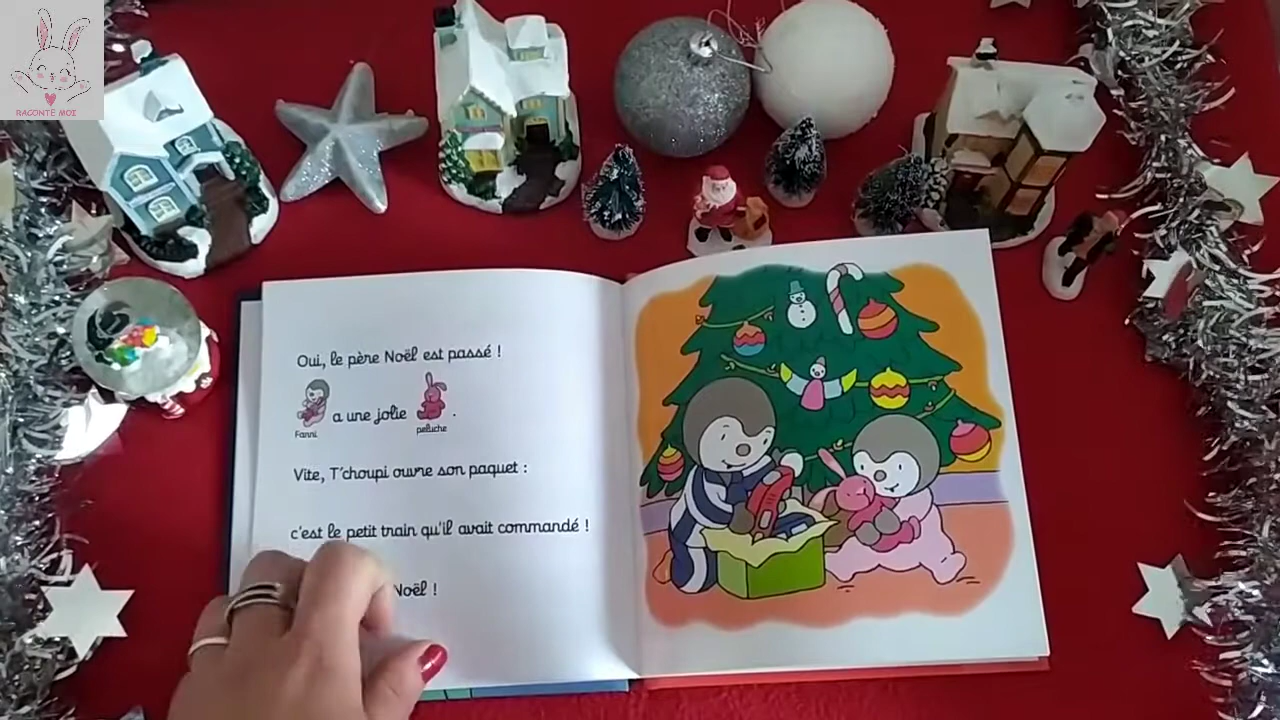 RACONTE MOI
Oui, le père Noël est passé !
a une jolie .
Fanni peluche
Vite, T'choupi ouvre son paquet :
c'est le petit train qu'il avait commandé !
Noël !